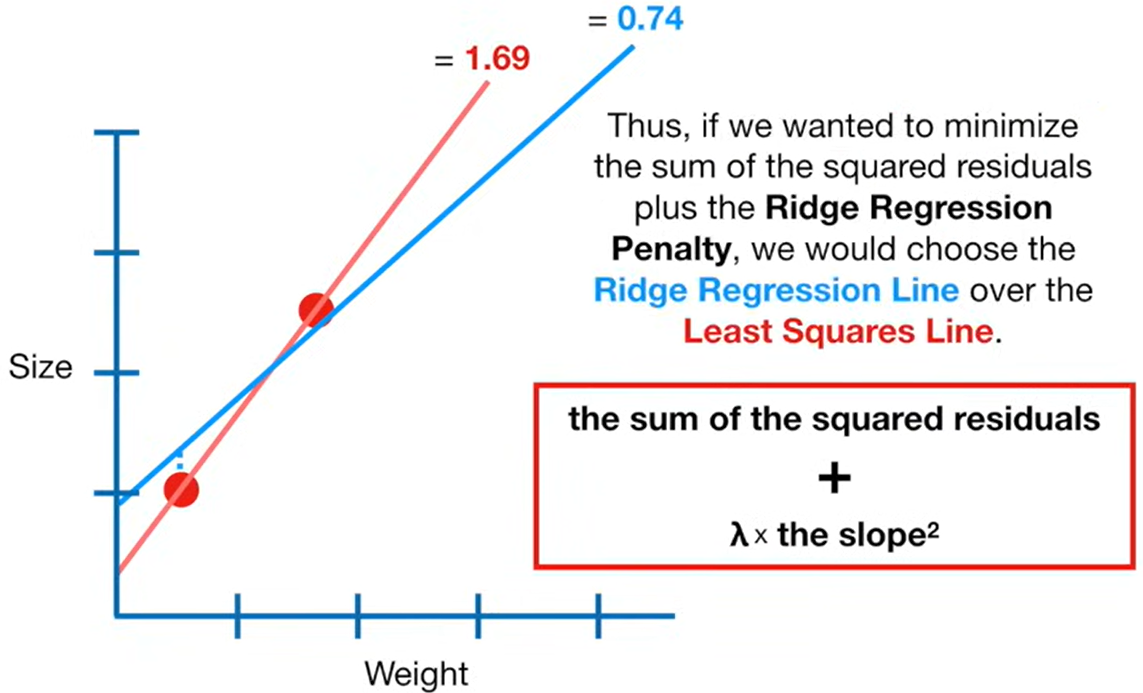 = 0.74
= 1.69
Thus, if we wanted to minimize
the sum of the squared residuals
plus the Ridge Regression
Penalty, we would choose the
Ridge Regression Line over the
Least Squares Line.
Size
the sum of the squared residuals
+
λ x the slope²
Weight